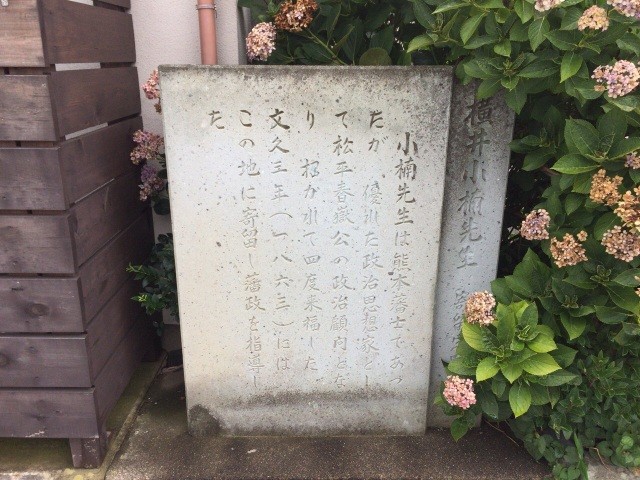 横井小楠先生
小楠先生は熊本藩士であつ
たが 優れた政治思想家とし
て松平春嶽公の政治顧問とな
り 招かれて四度来福した
文久三年(一八六三)には
この地に寄留し藩政を指導し
た